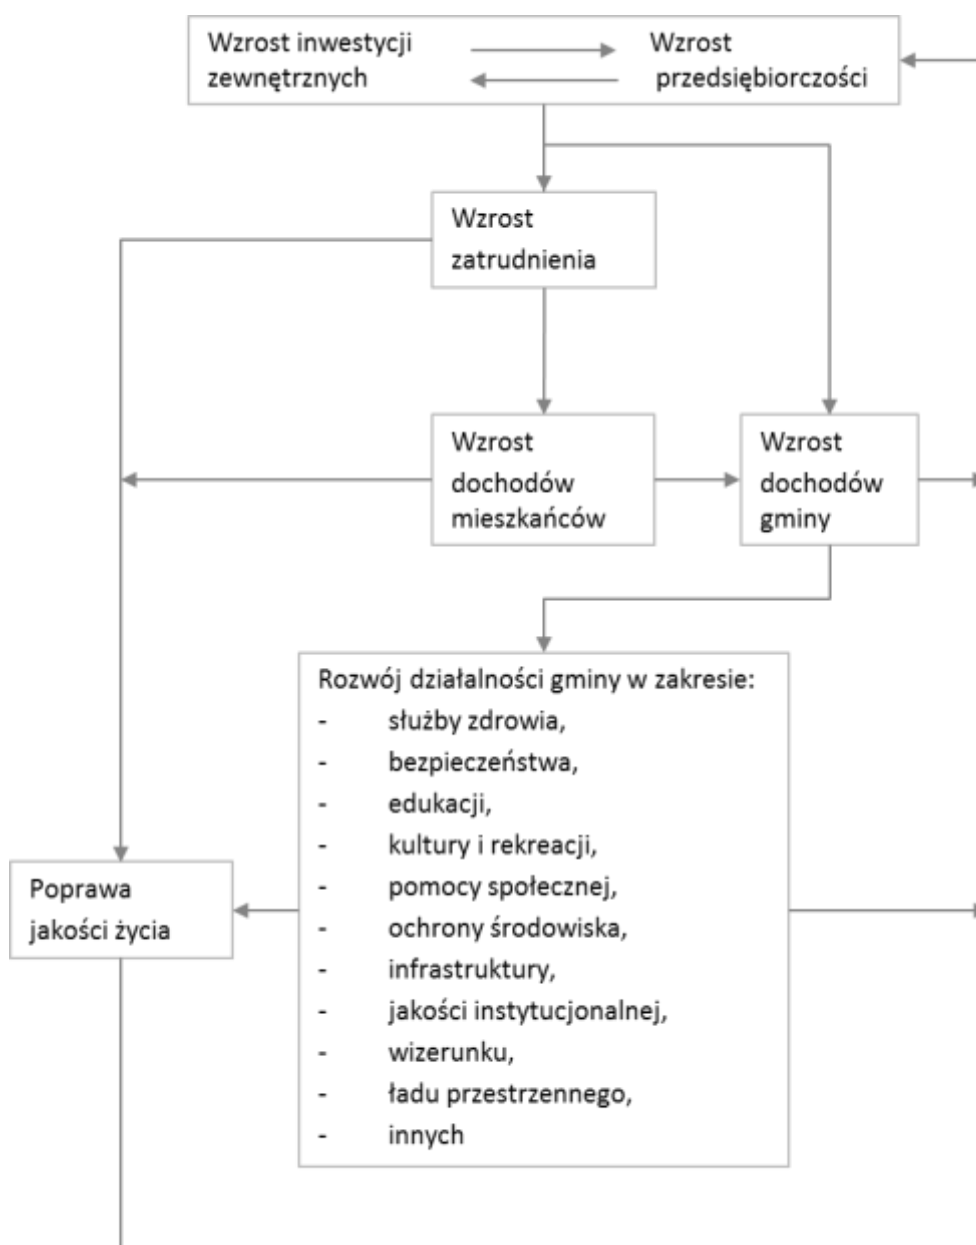 Wzrost inwestycji
zewnętrznych
Wzrost
przedsiębiorczości
Wzrost
zatrudnienia
Wzrost
dochodów
mieszkańców
Wzrost
dochodów
gminy
Rozwój działalności gminy w zakresie:
- służby zdrowia,
- bezpieczeństwa,
- edukacji,
- kultury i rekreacji,
- pomocy społecznej,
- ochrony środowiska,
- infrastruktury,
- jakości instytucjonalnej,
- wizerunku,
- ładu przestrzennego,
- innych
Poprawa
jakości życia